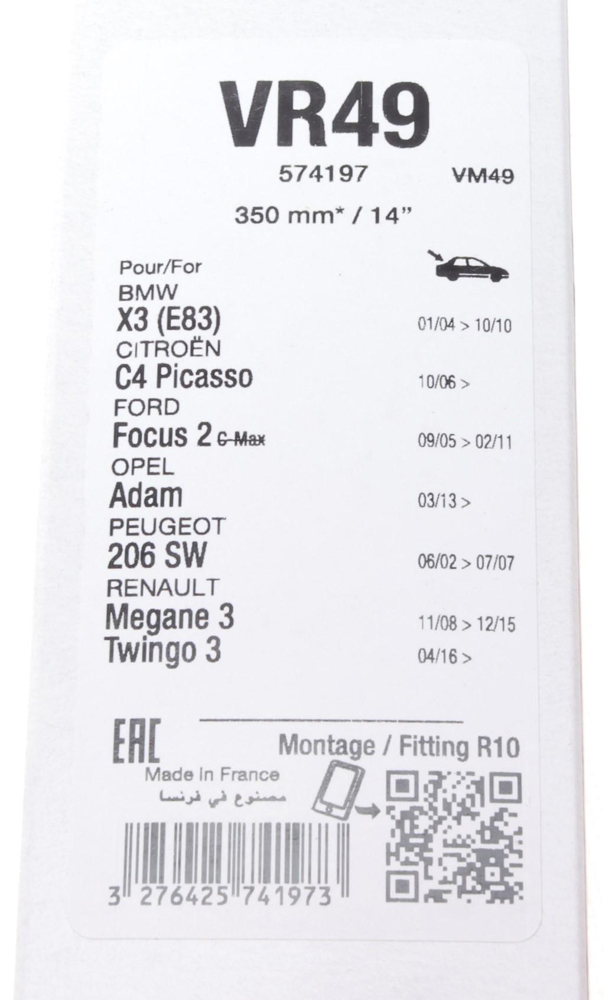 VR49
574197 VM49
350 mm* / 14”
Pour/For
BMW
X3 (E83) 01/04 > 10/10
CITROËN
C4 Picasso 10/06 >
FORD
Focus 2 C-Max 09/05 > 02/11
OPEL
Adam 03/13 >
PEUGEOT
206 SW 06/02 > 07/07
RENAULT
Megane 3 11/08 > 12/15
Twingo 3 04/16 >
EAC
Montage / Fitting R10
Made In France
مصنوع في فرنسا
3 276425 741973